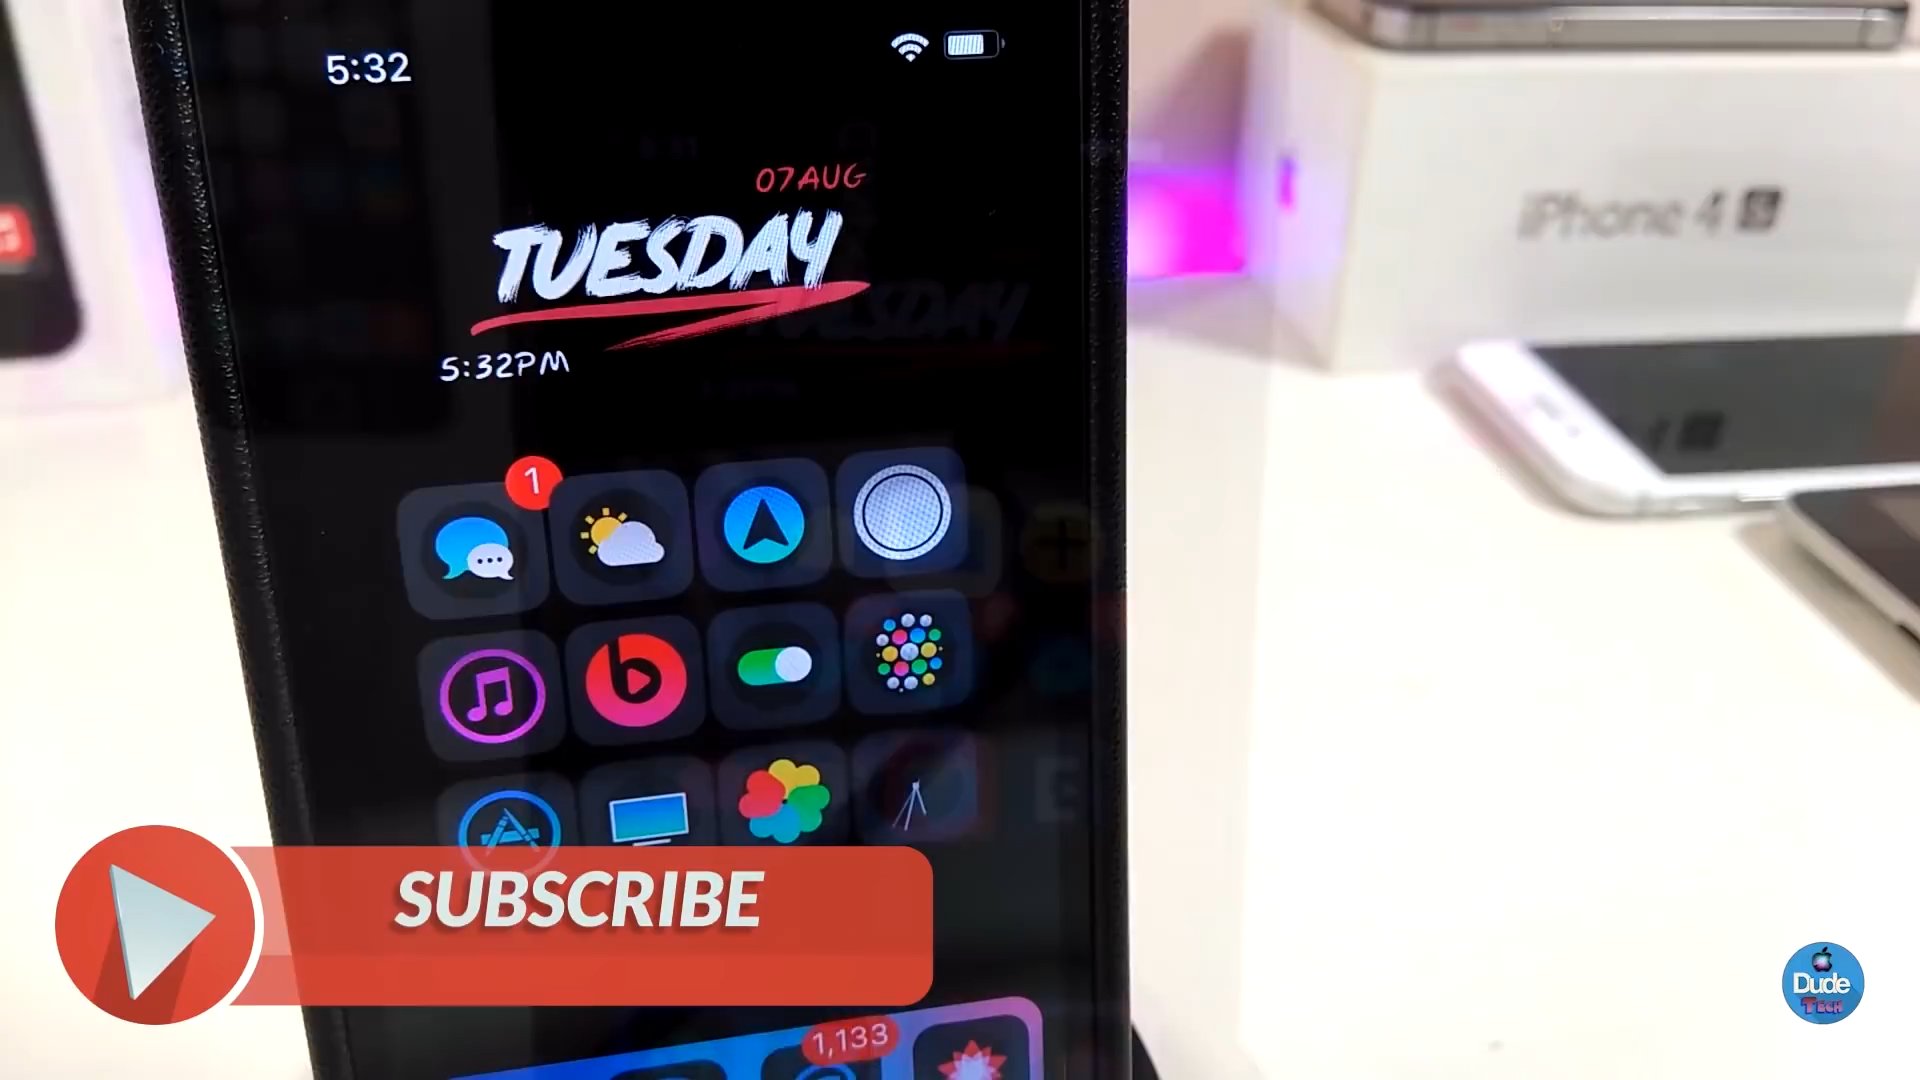 5:32
07AUG
TUESDAY
5:32PM
1
iPhone 4S
SUBSCRIBE
1,133
Dude
TECH